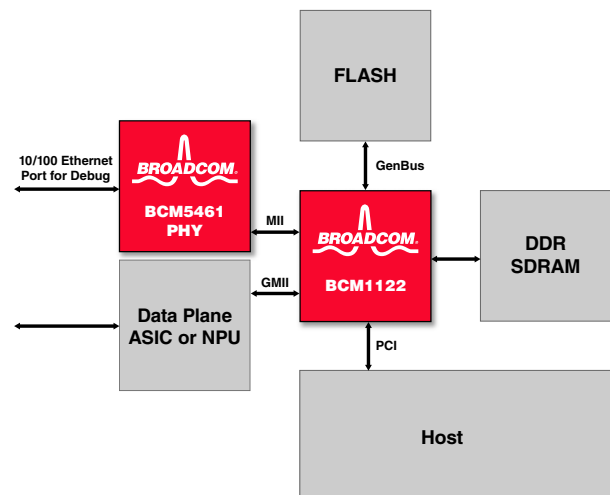 FLASH
GenBus
10/100 Ethernet
Port for Debug
BROADCOM®
BCM5461
PHY
MII
BROADCOM®
BCM1122
DDR
SDRAM
GMII
Data Plane
ASIC or NPU
PCI
Host